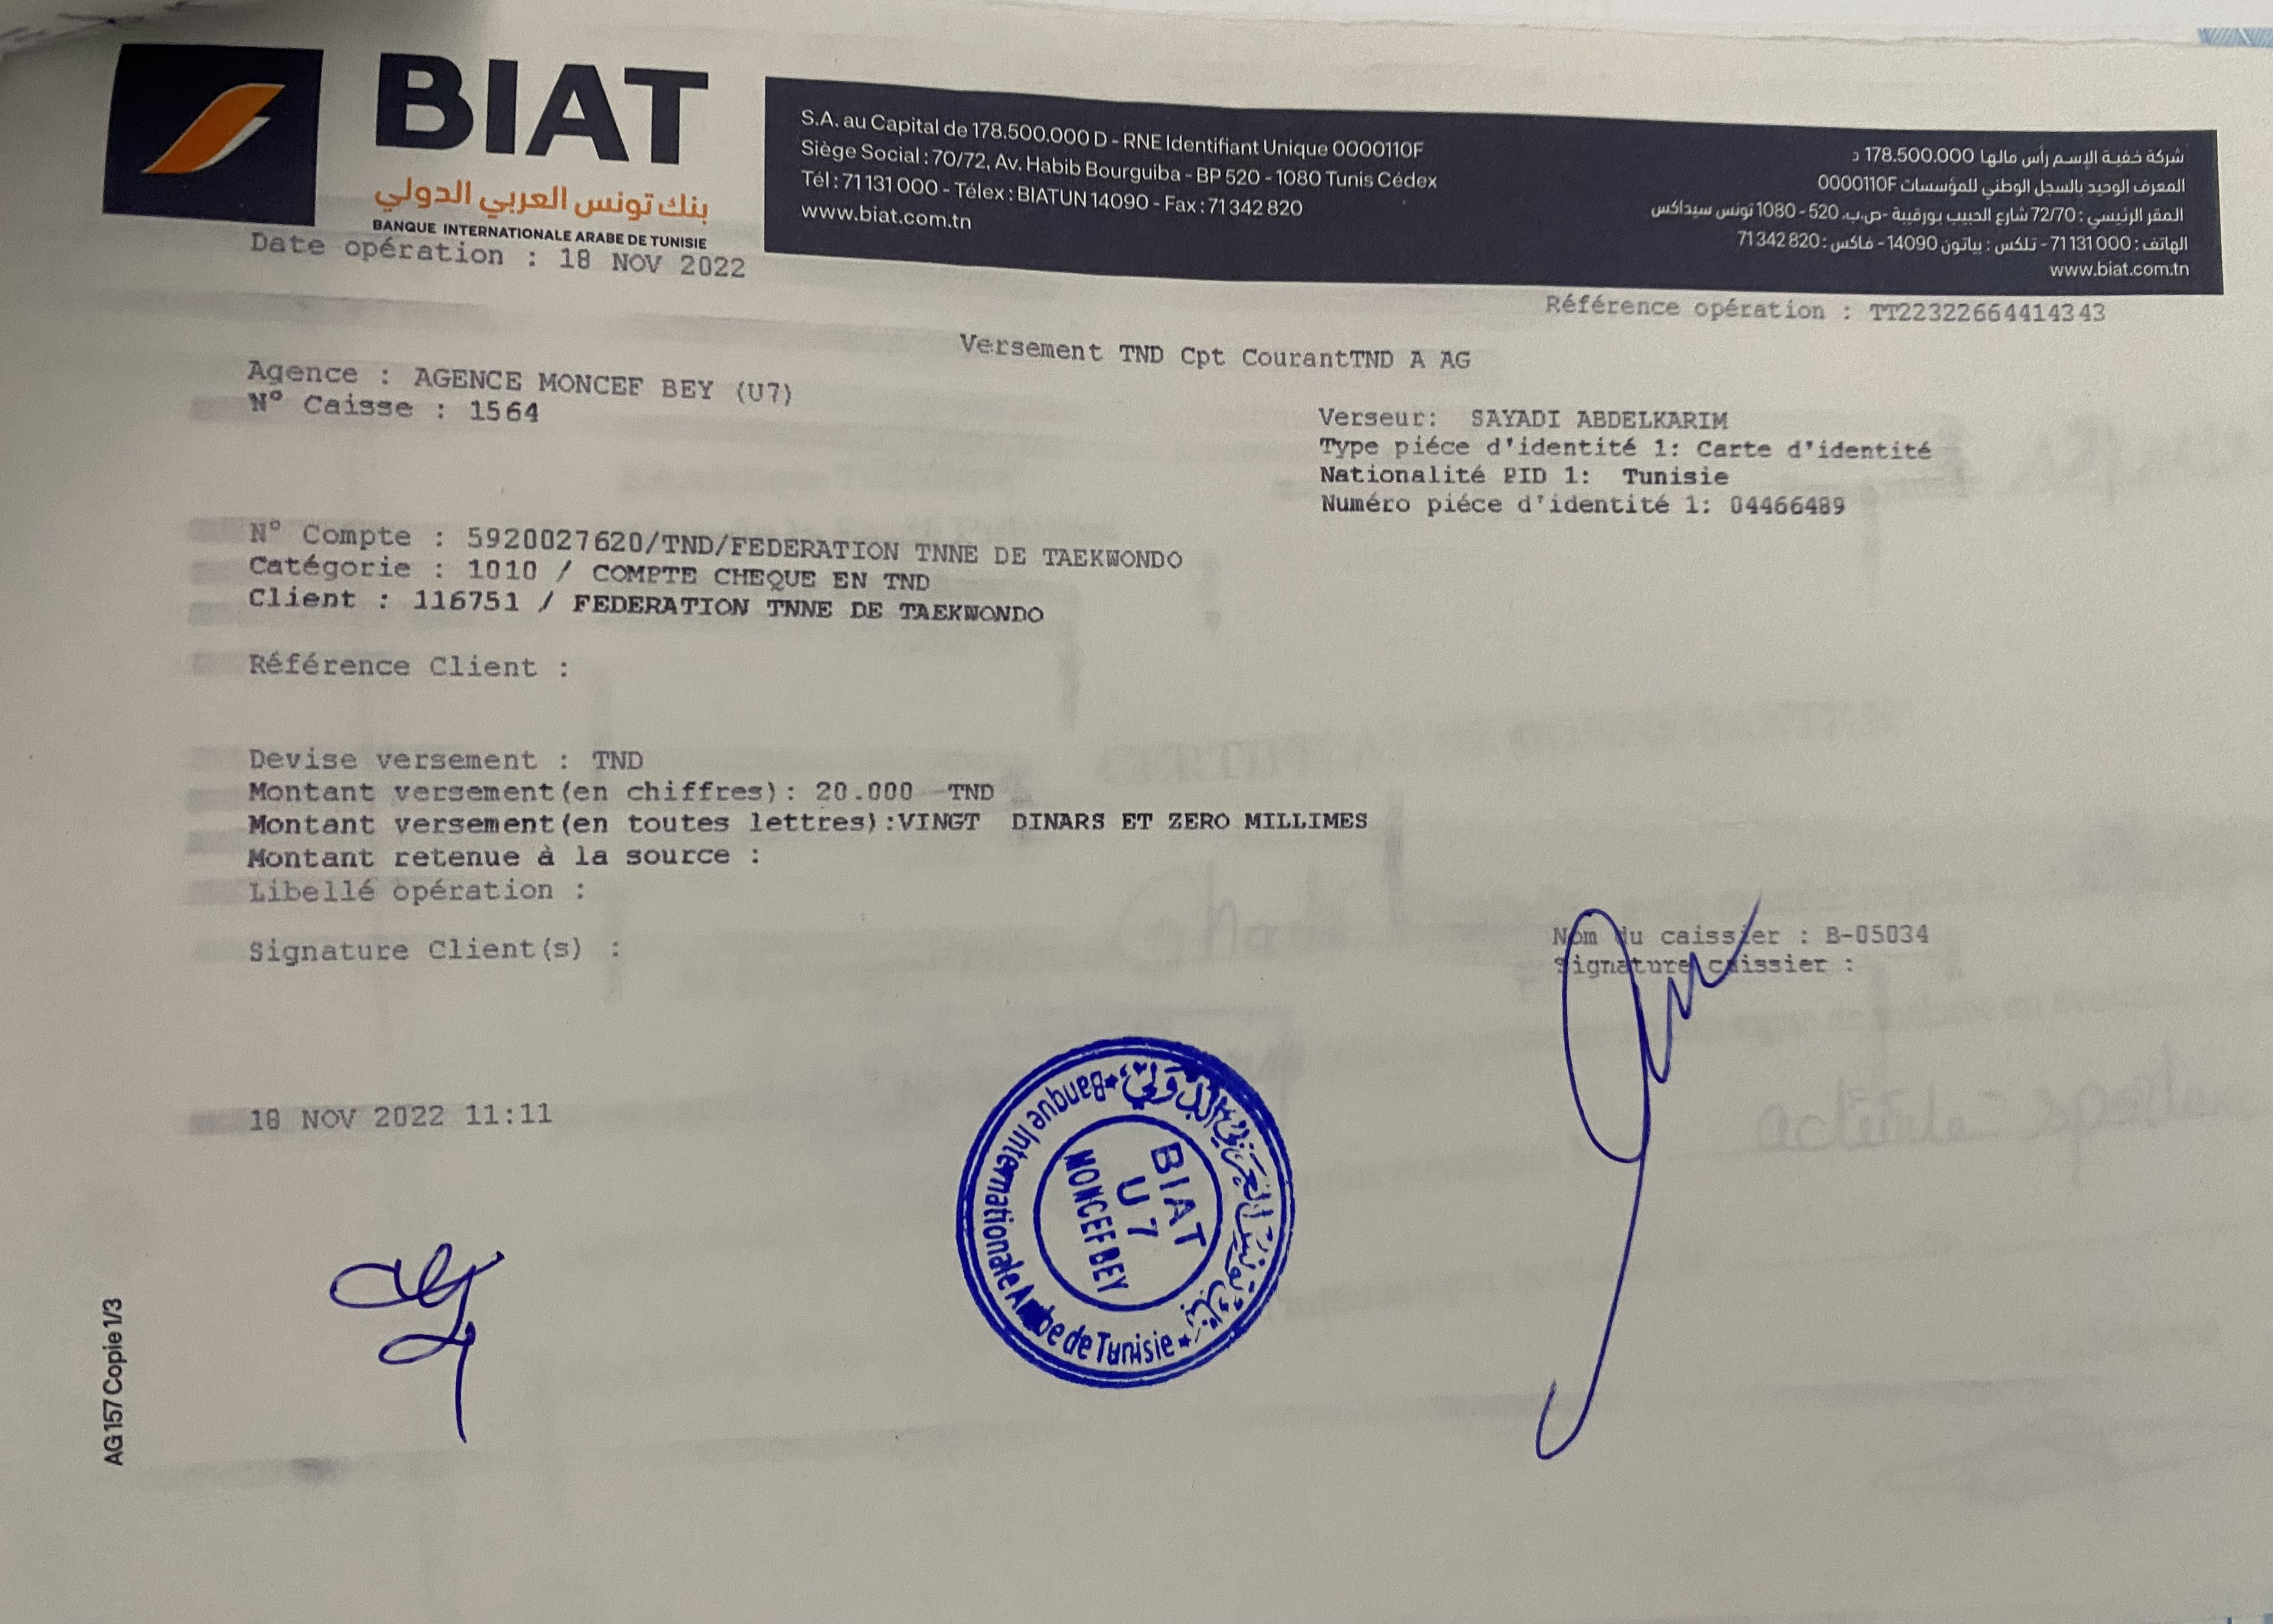 BIAT
بنك تونس العربي الدولي
BANQUE INTERNATIONALE ARABE DE TUNISIE
S.A. au Capital de 178.500.000 D - RNE Identifiant Unique 0000110F
Siège Social : 70/72, Av. Habib Bourguiba - BP 520 - 1080 Tunis Cédex
Tél : 71 131 000 - Télex : BIATUN 14090 - Fax : 71 342 820
www.biat.com.tn
شركة خفية الإسم رأس مالها 178.500.000 د
المعرف الوحيد بالسجل الوطني للمؤسسات 0000110F
المقر الرئيسي : 72/70 شارع الحبيب بورقيبة -ص.ب. 520 - 1080 تونس سيداكس
الهاتف : 71 131 000 - تلكس : بياتون 14090 - فاكس : 71 342 820
www.biat.com.tn
Date opération : 18 NOV 2022
Référence opération : TT22322664414343
Versement TND Cpt CourantTND A AG
Agence : AGENCE MONCEF BEY (U7)
N° Caisse : 1564
Verseur: SAYADI ABDELKARIM
Type piéce d'identité 1: Carte d'identité
Nationalité PID 1: Tunisie
Numéro piéce d'identité 1: 04466489
N° Compte : 5920027620/TND/FEDERATION TNNE DE TAEKWONDO
Catégorie : 1010 / COMPTE CHEQUE EN TND
Client : 116751 / FEDERATION TNNE DE TAEKWONDO
Référence Client :
Devise versement : TND
Montant versement(en chiffres): 20.000 TND
Montant versement(en toutes lettres):VINGT DINARS ET ZERO MILLIMES
Montant retenue à la source :
Libellé opération :
Signature Client(s) :
Nom du caissier : B-05034
Signature caissier :
18 NOV 2022 11:11
بنك تونس العربي الدولي
Banque Internationale Arabe de Tunisie
BIAT
U7
MONCEF BEY
AG 157 Copie 1/3